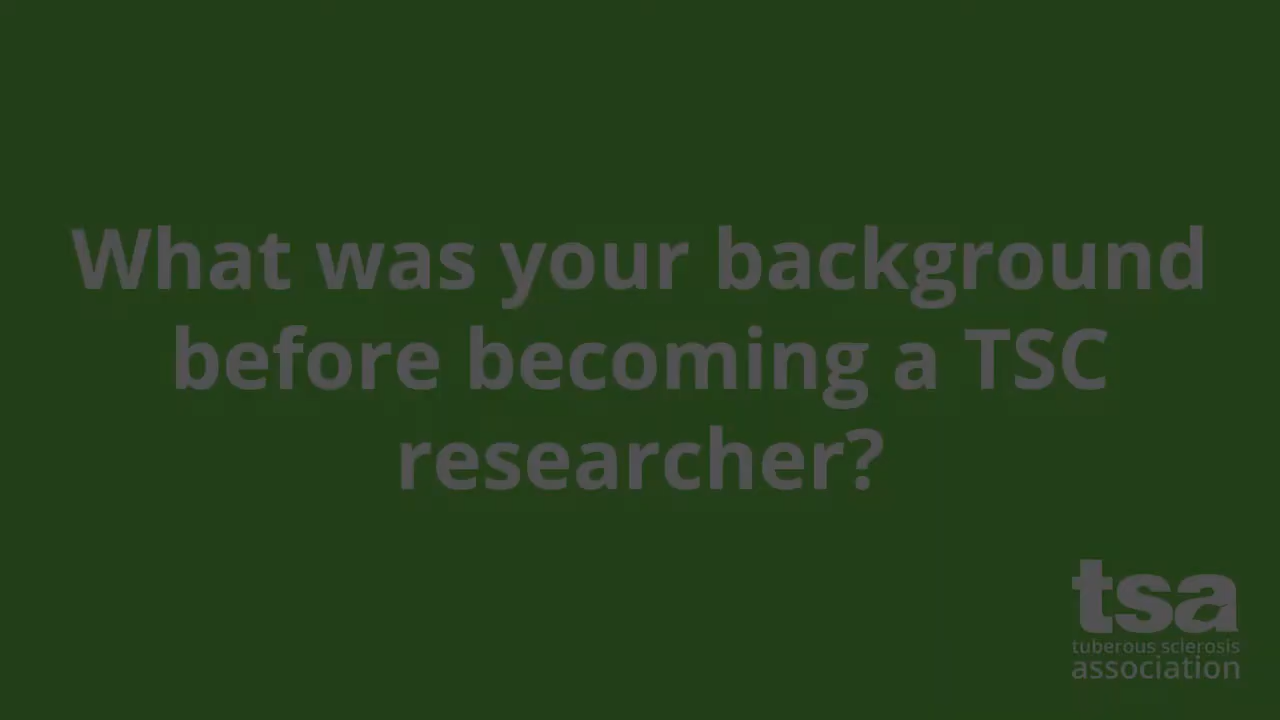 What was your background
before becoming a TSC
researcher?
tsa
tuberous sclerosis
association